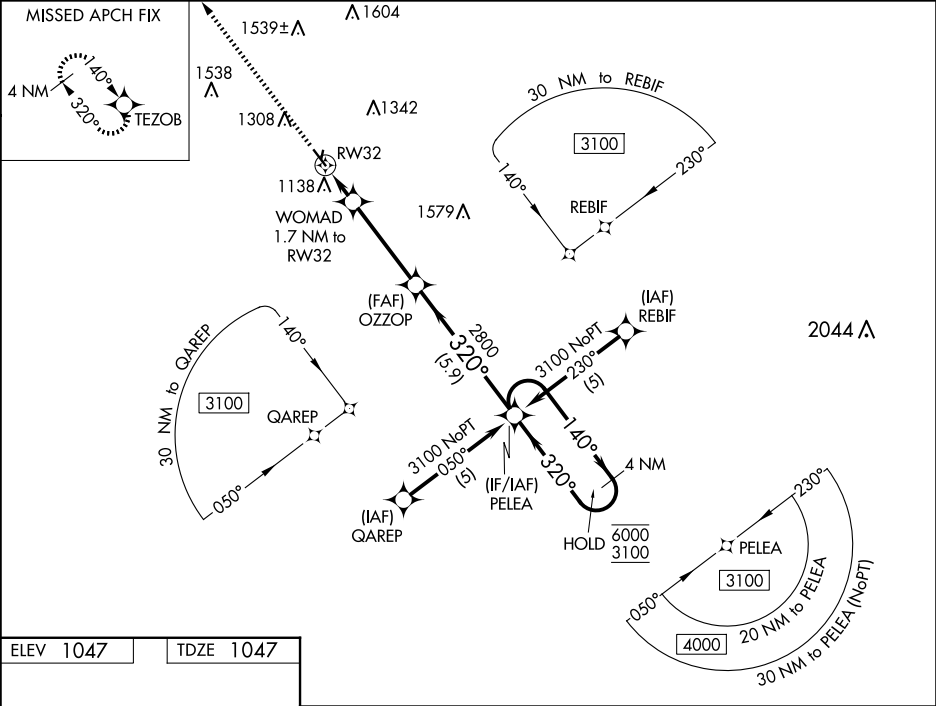 MISSED APCH FIX
140°
4 NM
320°
TEZOB
1539±
1604
1538
1308
1342
RW32
1138
WOMAD
1.7 NM to
RW32
1579
30 NM to REBIF
3100
140°
230°
REBIF
(FAF)
OZZOP
2800
320°
(5.9)
(IAF)
REBIF
3100 NoPT
230°
(5)
2044
30 NM to QAREP
140°
3100
QAREP
050°
3100 NoPT
050°
(5)
(IAF)
QAREP
(IF/IAF)
PELEA
140°
320°
4 NM
HOLD
6000
3100
230°
PELEA
050°
3100
20 NM to PELEA
4000
30 NM to PELEA (NoPT)
ELEV 1047
TDZE 1047